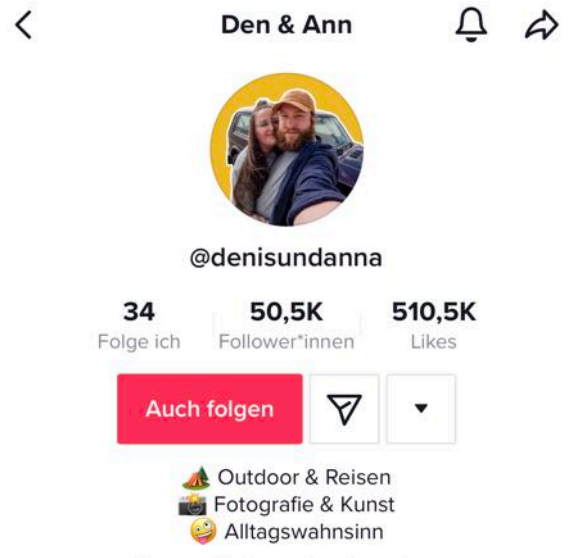 Den & Ann
@denisundanna
34 50,5K 510,5K
Folge ich Follower*innen Likes
Auch folgen
🏕️ Outdoor & Reisen
📸 Fotografie & Kunst
🤪 Alltagswahnsinn